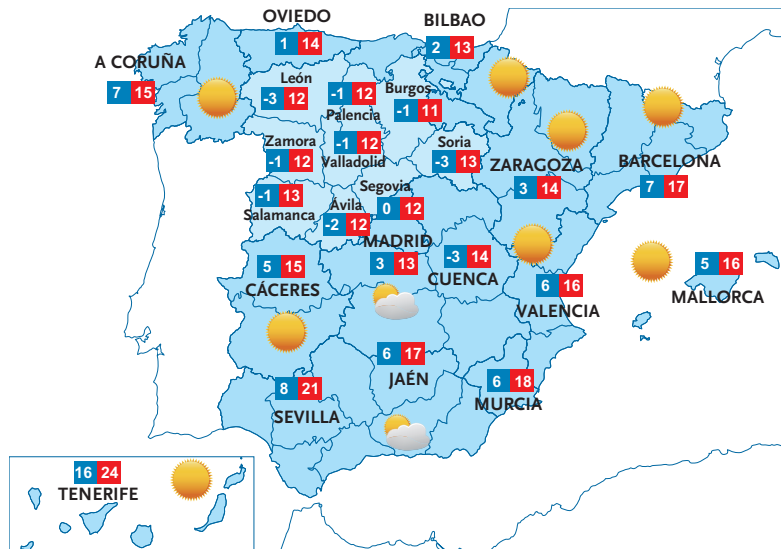 OVIEDO
1 14
BILBAO
2 13
A CORUÑA
7 15
León
-3 12
-1 12
Palencia
Burgos
-1 11
Zamora
-1 12
-1 12
Valladolid
Soria
-3 13
ZARAGOZA
3 14
BARCELONA
7 17
-1 13
Salamanca
Ávila
-2 12
Segovia
0 12
MADRID
3 13
-3 14
CUENCA
5 15
CÁCERES
6 16
VALENCIA
5 16
MALLORCA
6 17
JAÉN
8 21
SEVILLA
6 18
MURCIA
16 24
TENERIFE